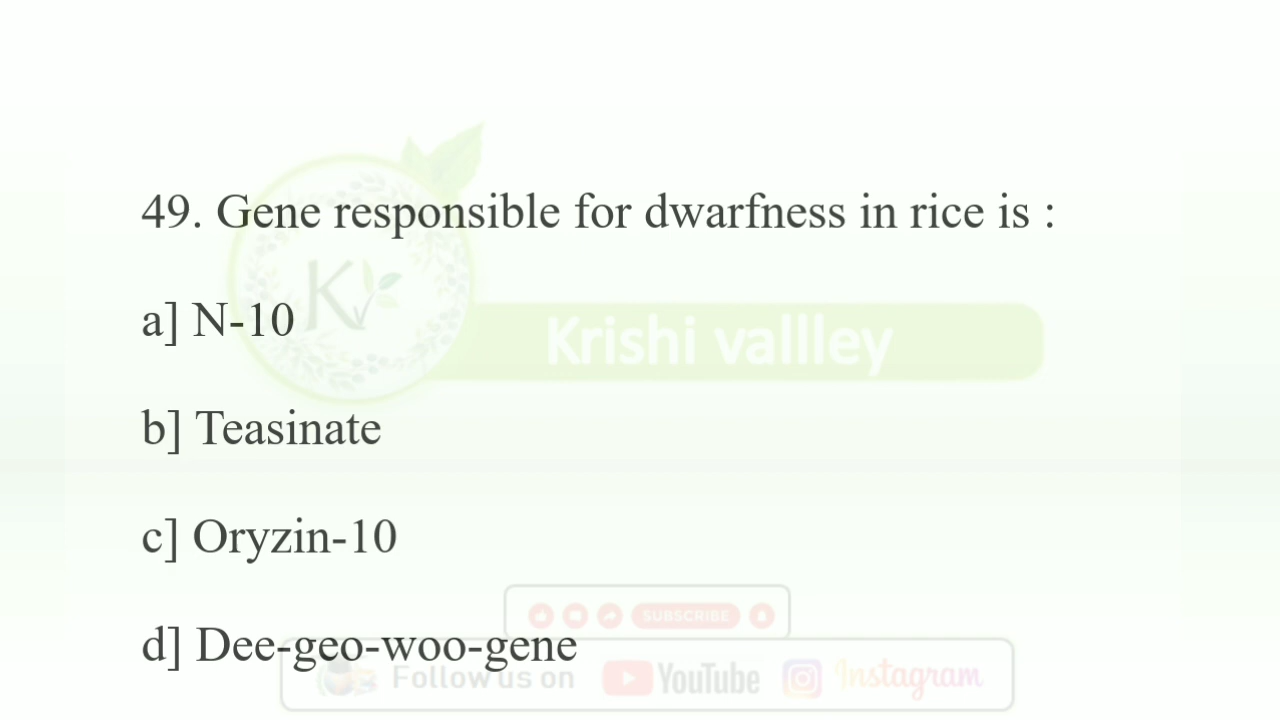 49. Gene responsible for dwarfness in rice is :
a] N-10
Krishi vallley
b] Teasinate
c] Oryzin-10
SUBSCRIBE
d] Dee-geo-woo-gene
Follow us on YouTube Instagram